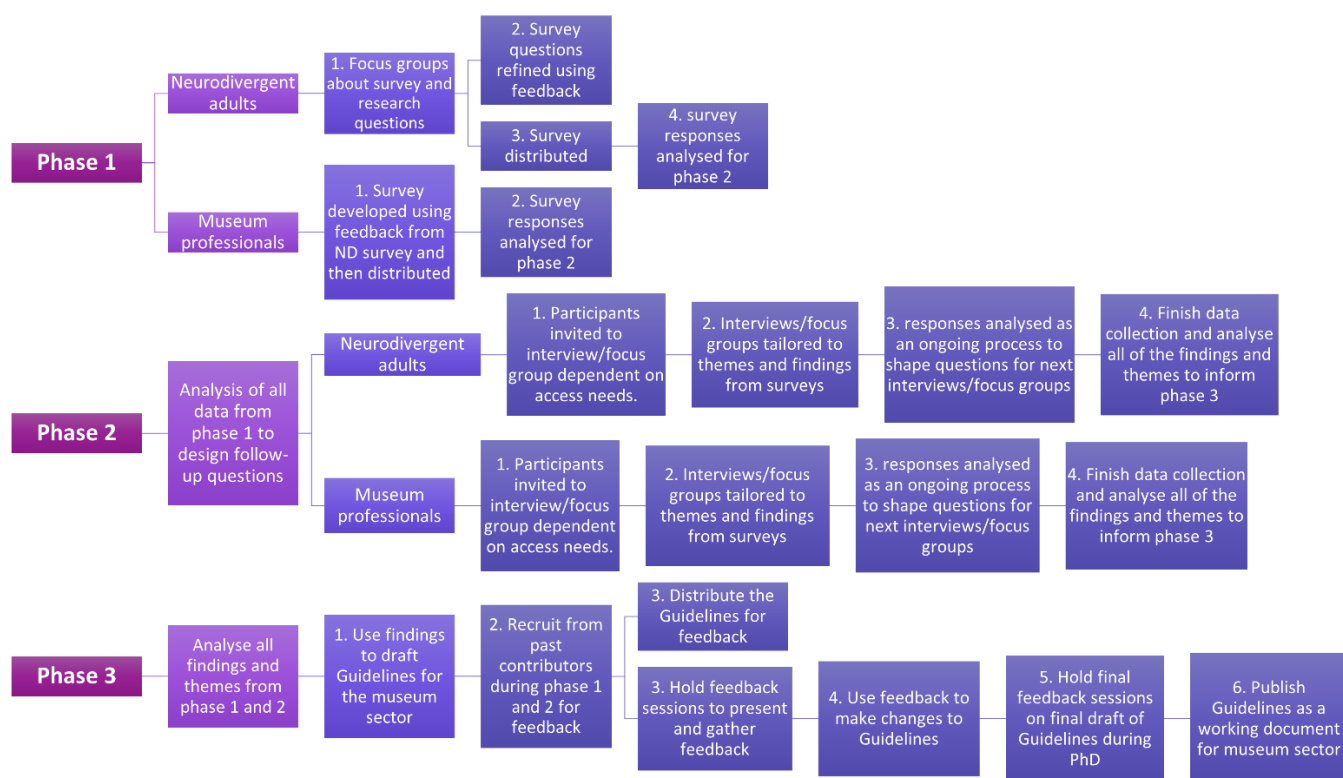 Phase 1
Neurodivergent
adults
1. Focus groups
about survey and
research
questions
2. Survey
questions
refined using
feedback
3. Survey
distributed
4. survey
responses
analysed for
phase 2
Museum
professionals
1. Survey
developed using
feedback from
ND survey and
then distributed
2. Survey
responses
analysed for
phase 2
Phase 2
Analysis of all
data from
phase 1 to
design follow-
up questions
Neurodivergent
adults
1. Participants
invited to
interview/focus
group dependent on
access needs.
2. Interviews/focus
groups tailored to
themes and findings
from surveys
3. responses analysed as
an ongoing process to
shape questions for next
interviews/focus groups
4. Finish data
collection and analyse
all of the findings and
themes to inform
phase 3
Museum
professionals
1. Participants
invited to
interview/focus
group dependent
on access needs.
2. Interviews/focus
groups tailored to
themes and findings
from surveys
3. responses analysed
as an ongoing process
to shape questions for
next interviews/focus
groups
4. Finish data collection
and analyse all of the
findings and themes to
inform phase 3
Phase 3
Analyse all
findings and
themes from
phase 1 and 2
1. Use findings
to draft
Guidelines for
the museum
sector
2. Recruit from
past
contributors
during phase 1
and 2 for
feedback
3. Distribute the
Guidelines for
feedback
3. Hold feedback
sessions to present
and gather
feedback
4. Use feedback to
make changes to
Guidelines
5. Hold final
feedback sessions
on final draft of
Guidelines during
PhD
6. Publish
Guidelines as a
working document
for museum sector